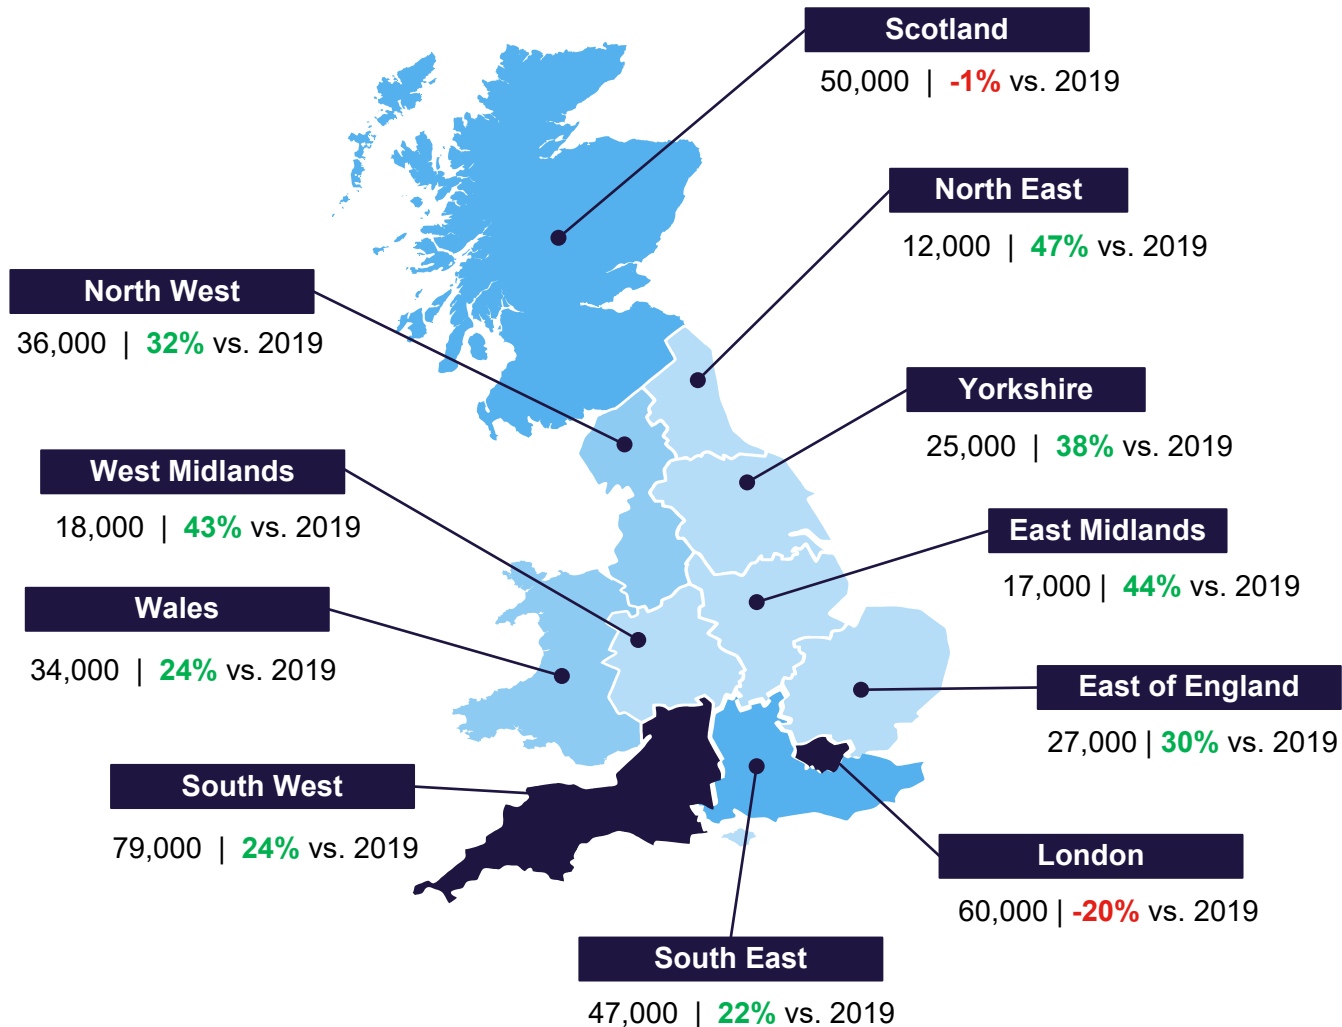 Scotland
50,000 | -1% vs. 2019
North East
12,000 | 47% vs. 2019
North West
36,000 | 32% vs. 2019
Yorkshire
25,000 | 38% vs. 2019
West Midlands
18,000 | 43% vs. 2019
East Midlands
17,000 | 44% vs. 2019
Wales
34,000 | 24% vs. 2019
East of England
27,000 | 30% vs. 2019
South West
79,000 | 24% vs. 2019
London
60,000 | -20% vs. 2019
South East
47,000 | 22% vs. 2019